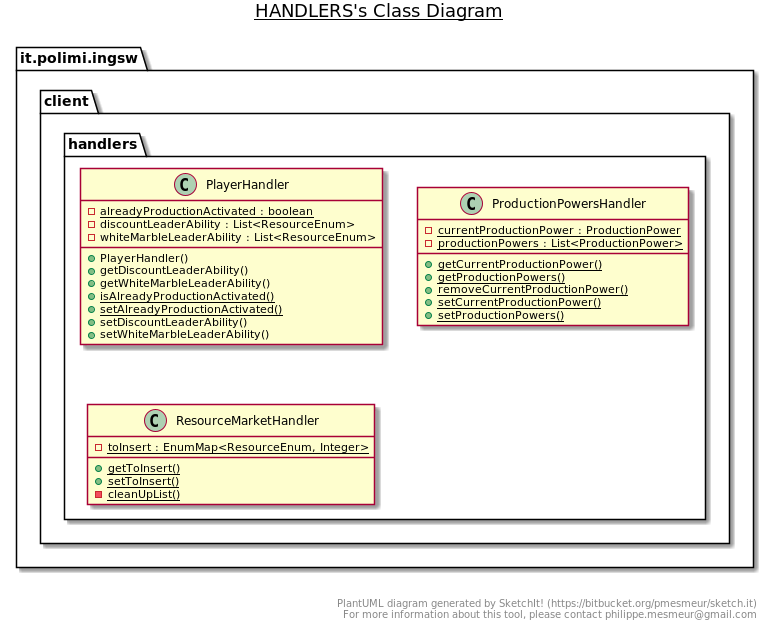 HANDLERS's Class Diagram
it.polimi.ingsw
client
handlers
C PlayerHandler
alreadyProductionActivated : boolean
discountLeaderAbility : List<ResourceEnum>
whiteMarbleLeaderAbility : List<ResourceEnum>
PlayerHandler()
getDiscountLeaderAbility()
getWhiteMarbleLeaderAbility()
isAlreadyProductionActivated()
setAlreadyProductionActivated()
setDiscountLeaderAbility()
setWhiteMarbleLeaderAbility()
C ProductionPowersHandler
currentProductionPower : ProductionPower
productionPowers : List<ProductionPower>
getCurrentProductionPower()
getProductionPowers()
removeCurrentProductionPower()
setCurrentProductionPower()
setProductionPowers()
C ResourceMarketHandler
toInsert : EnumMap<ResourceEnum, Integer>
getToInsert()
setToInsert()
cleanUpList()
PlantUML diagram generated by SketchIt! (https://bitbucket.org/pmesmeur/sketch.it)
For more information about this tool, please contact philippe.mesmeur@gmail.com